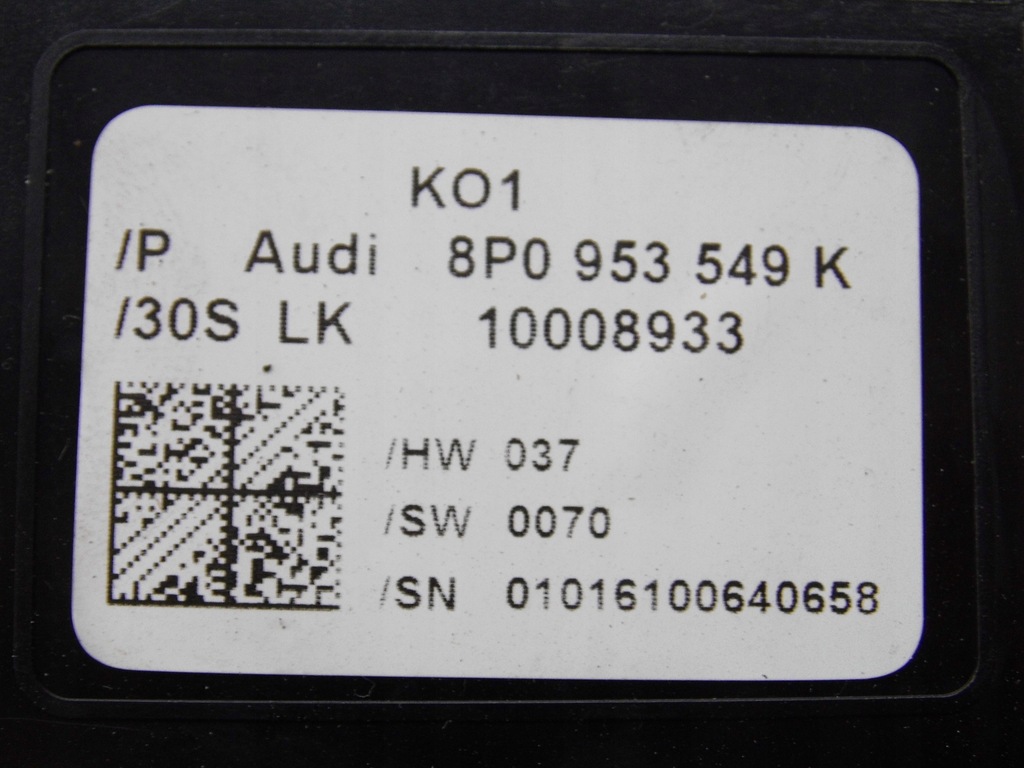 KO1
/P Audi 8P0 953 549 K
/30S LK 10008933
/HW 037
/SW 0070
/SN 01016100640658